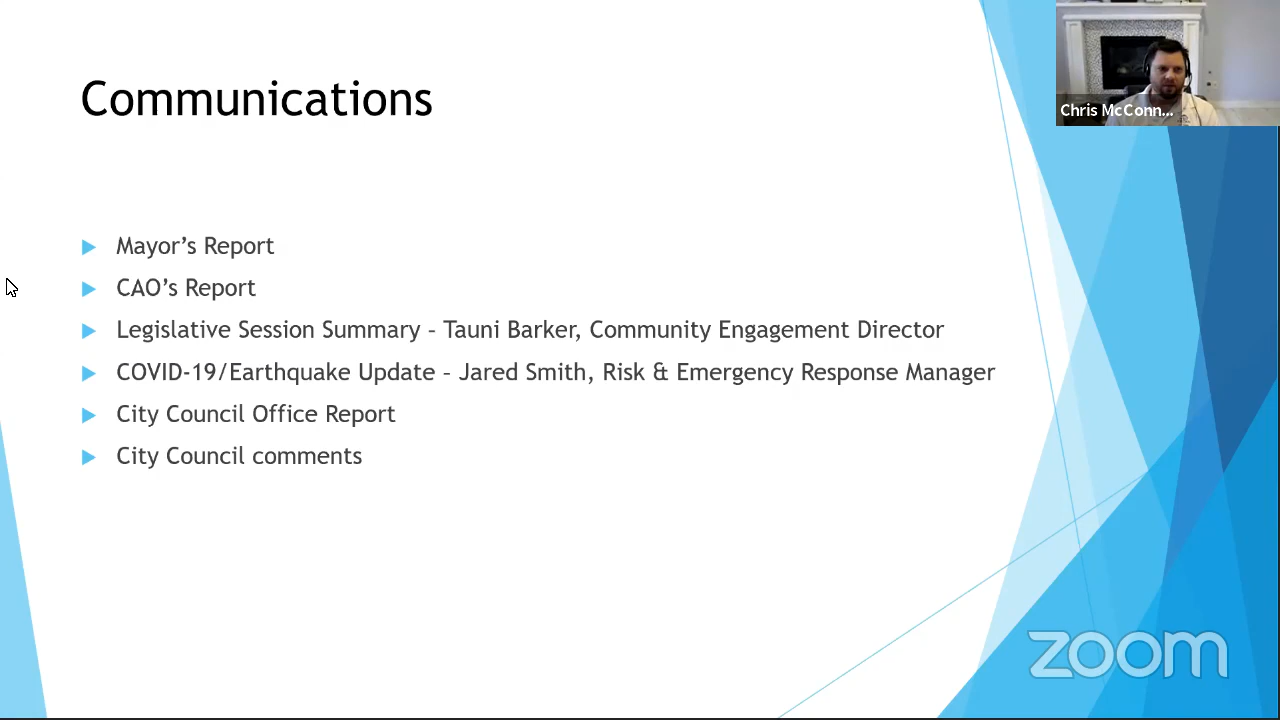 Communications
Chris McConn...
Mayor's Report
CAO's Report
Legislative Session Summary – Tauni Barker, Community Engagement Director
COVID-19/Earthquake Update – Jared Smith, Risk & Emergency Response Manager
City Council Office Report
City Council comments
zoom